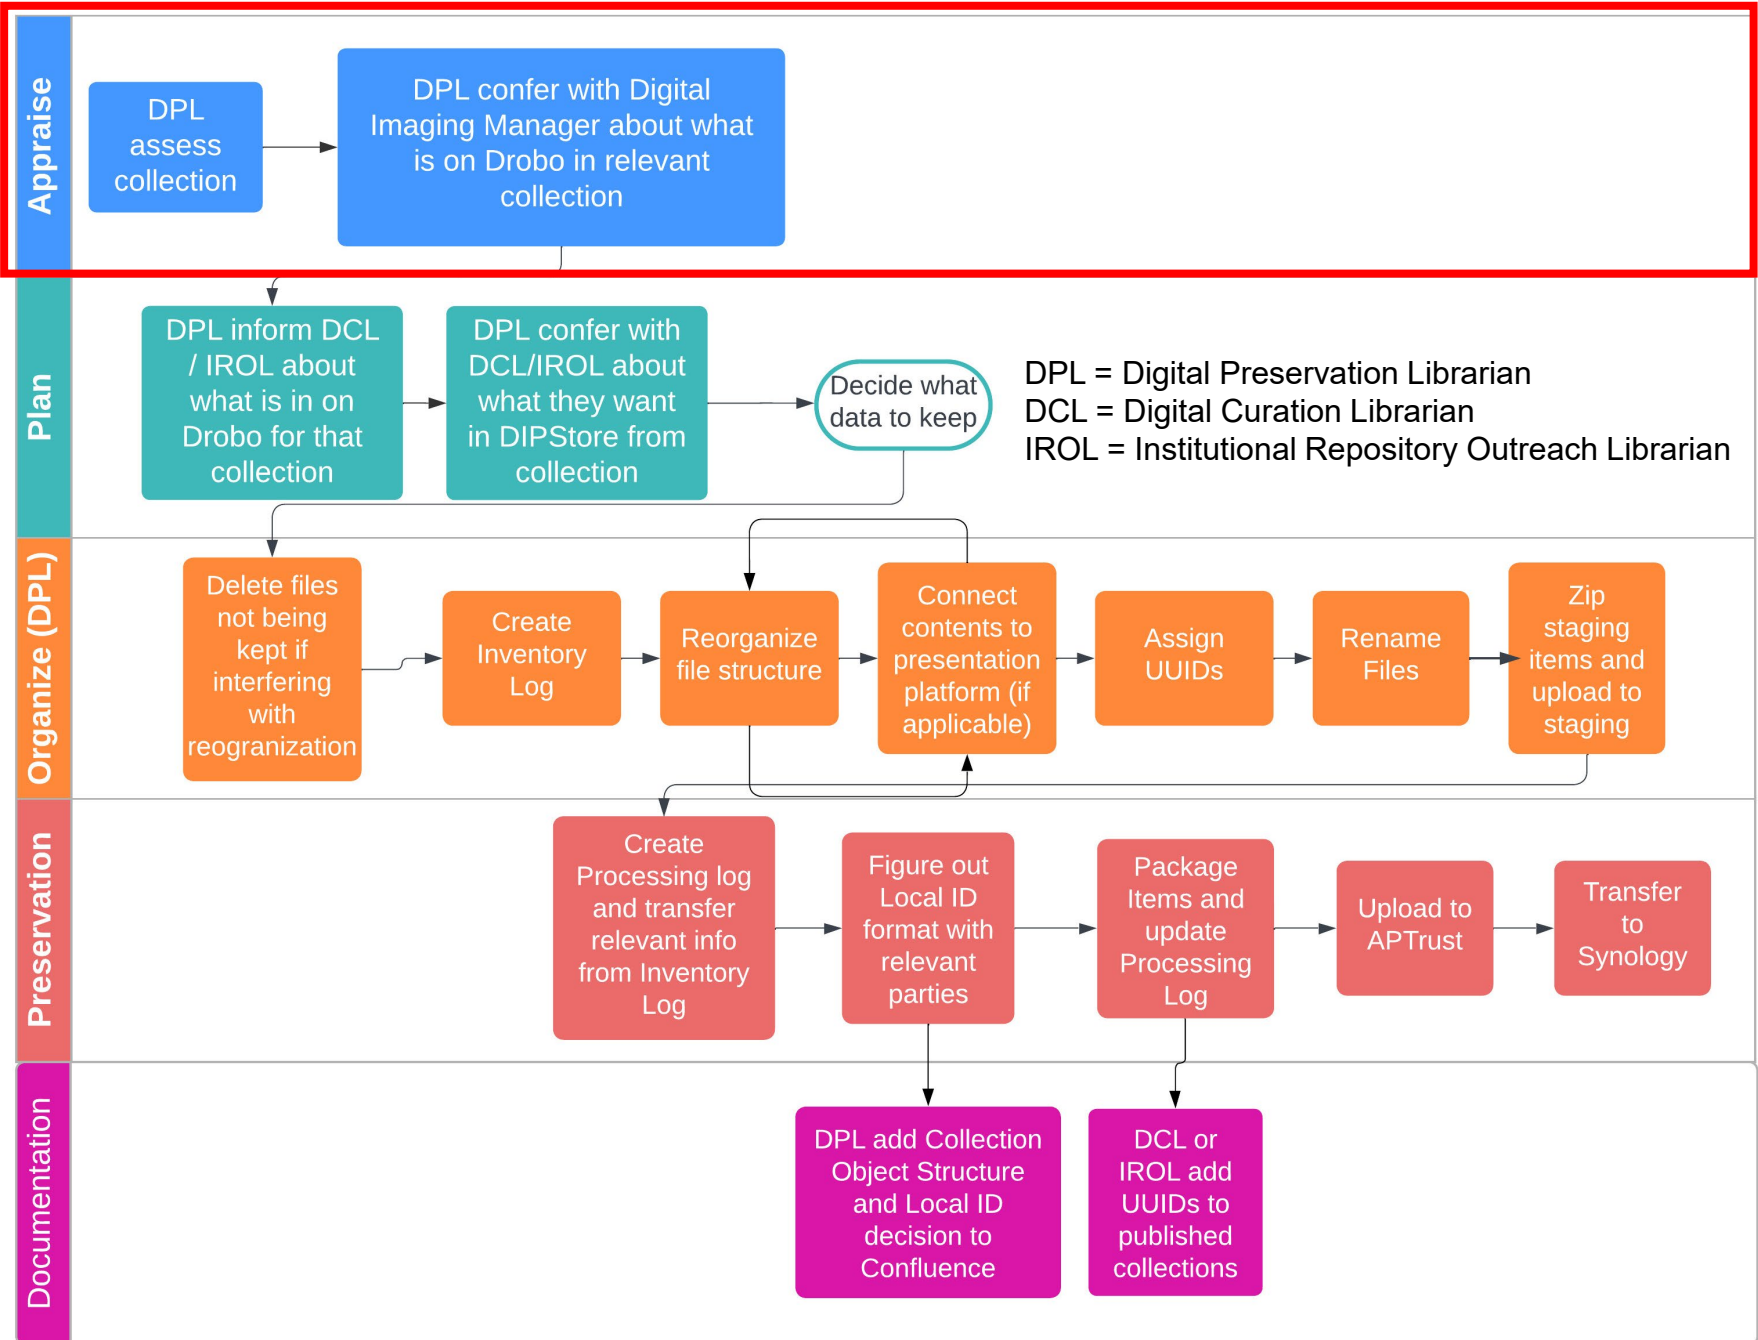 Appraise
DPL
assess
collection
DPL confer with Digital
Imaging Manager about what
is on Drobo in relevant
collection
Plan
DPL inform DCL
/ IROL about
what is in on
Drobo for that
collection
DPL confer with
DCL/IROL about
what they want
in DIPStore from
collection
Decide what
data to keep
DPL = Digital Preservation Librarian
DCL = Digital Curation Librarian
IROL = Institutional Repository Outreach Librarian
Organize (DPL)
Delete files
not being
kept if
interfering
with
reogranization
Create
Inventory
Log
Reorganize
file structure
Connect
contents to
presentation
platform (if
applicable)
Assign
UUIDs
Rename
Files
Zip
staging
items and
upload to
staging
Preservation
Create
Processing log
and transfer
relevant info
from Inventory
Log
Figure out
Local ID
format with
relevant
parties
Package
Items and
update
Processing
Log
Upload to
APTrust
Transfer
to
Synology
Documentation
DPL add Collection
Object Structure
and Local ID
decision to
Confluence
DCL or
IROL add
UUIDs to
published
collections